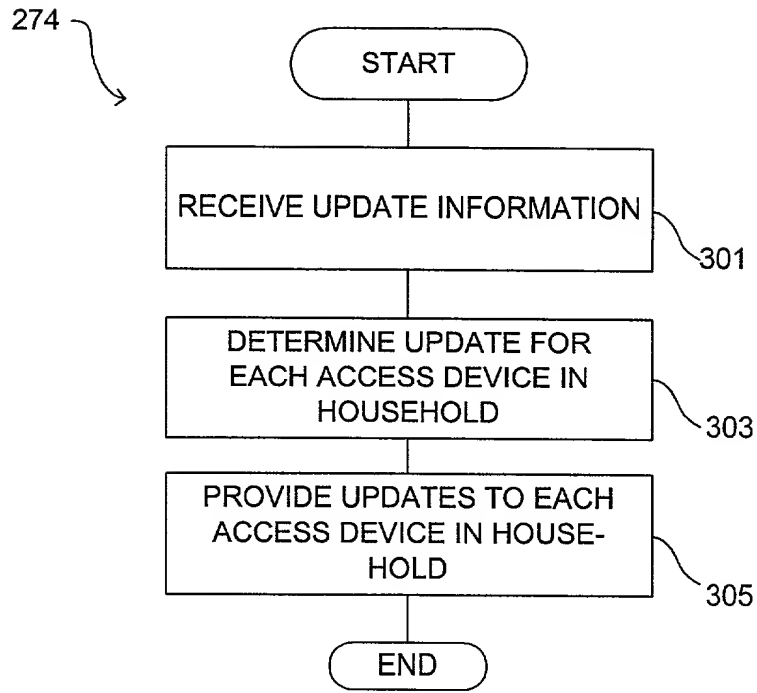 274
START
RECEIVE UPDATE INFORMATION
301
DETERMINE UPDATE FOR
EACH ACCESS DEVICE IN
HOUSEHOLD
303
PROVIDE UPDATES TO EACH
ACCESS DEVICE IN HOUSE-
HOLD
305
END